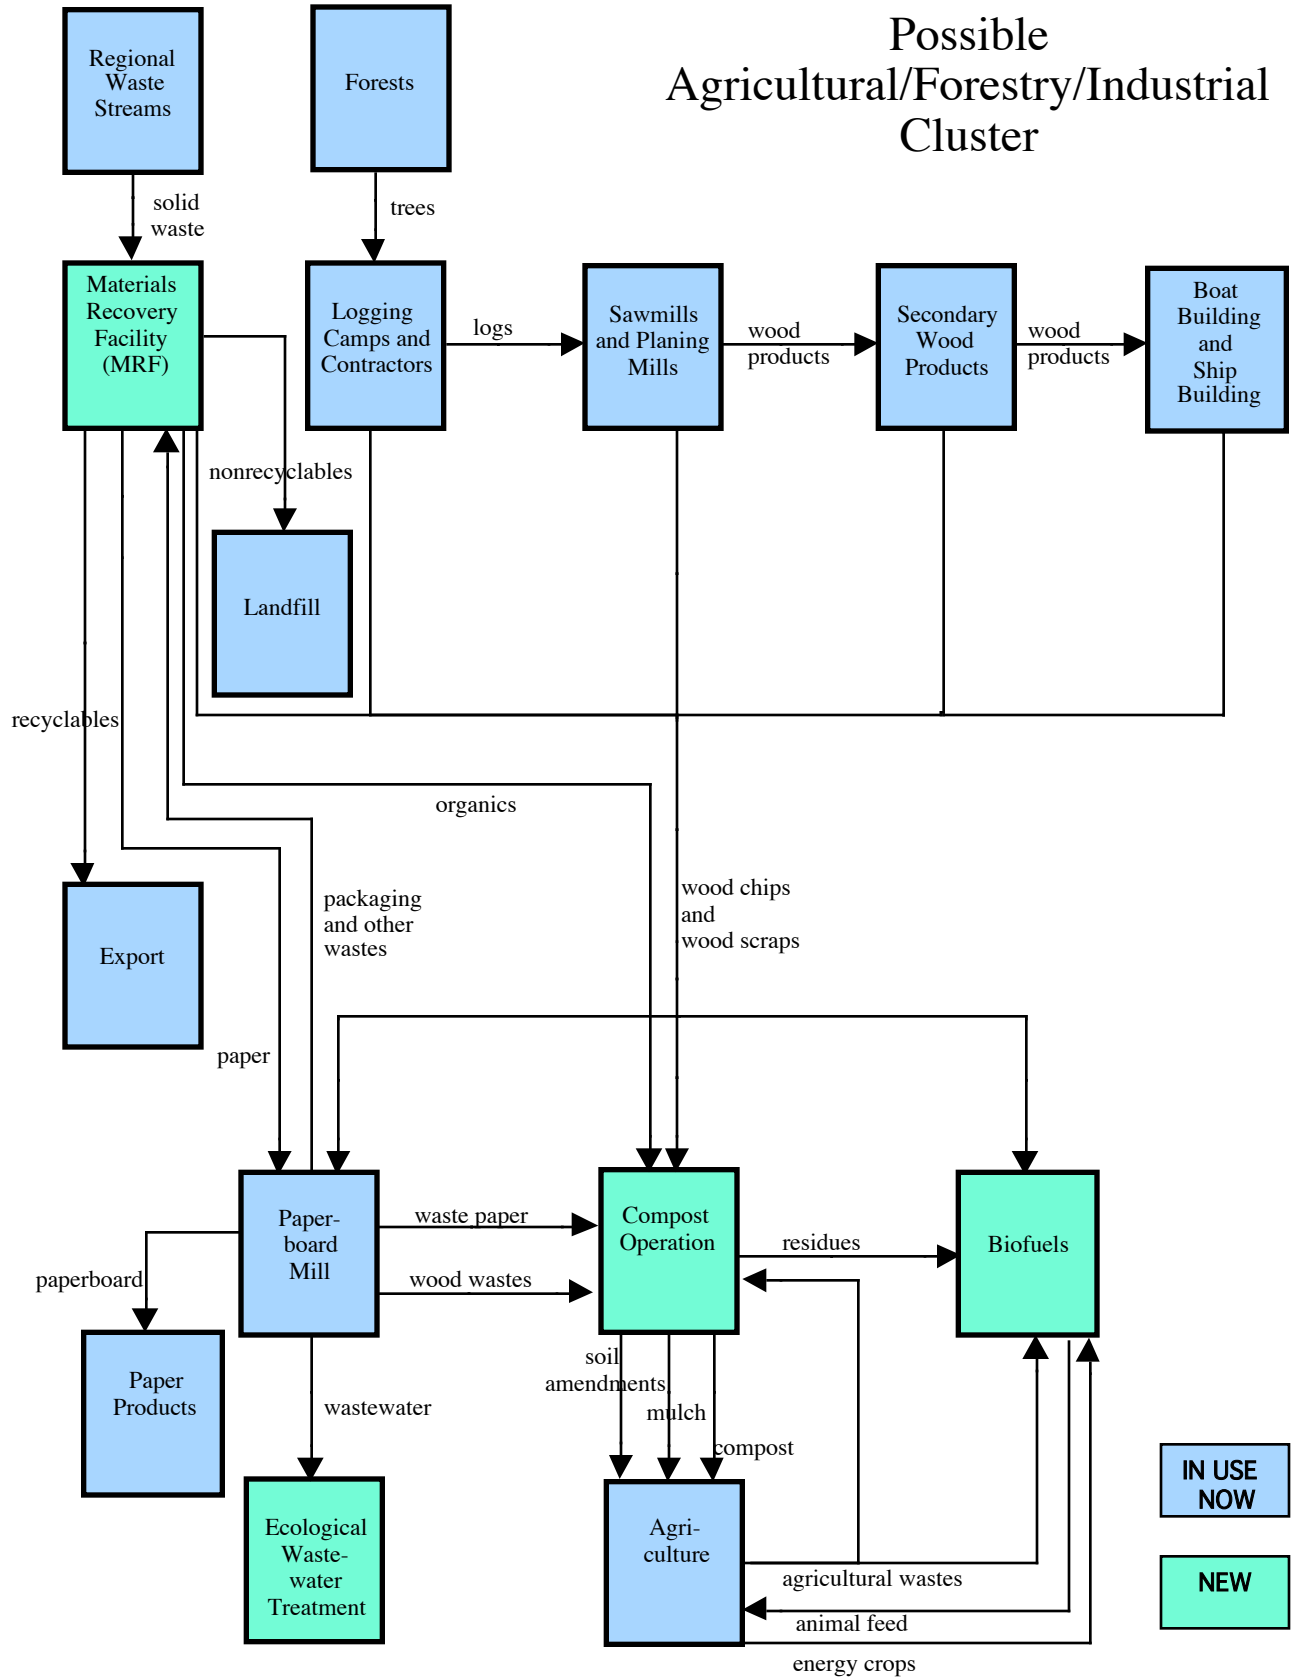 Possible
Agricultural/Forestry/Industrial
Cluster
Regional
Waste
Streams
Forests
solid
waste
trees
Materials
Recovery
Facility
(MRF)
Logging
Camps and
Contractors
logs
Sawmills
and Planing
Mills
wood
products
Secondary
Wood
Products
wood
products
Boat
Building
and
Ship
Building
nonrecyclables
Landfill
recyclables
organics
packaging
and other
wastes
wood chips
and
wood scraps
Export
paper
Paper-
board
Mill
waste paper
wood wastes
Compost
Operation
residues
Biofuels
paperboard
Paper
Products
wastewater
soil
amendments
mulch
compost
Ecological
Waste-
water
Treatment
Agri-
culture
agricultural wastes
animal feed
energy crops
IN USE
NOW
NEW